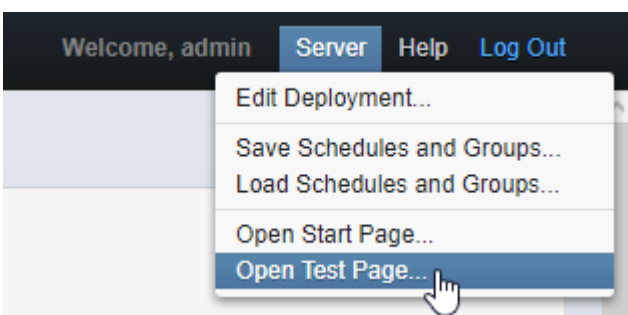 Welcome, admin Server Help Log Out
Edit Deployment...
Save Schedules and Groups...
Load Schedules and Groups...
Open Start Page...
Open Test Page...